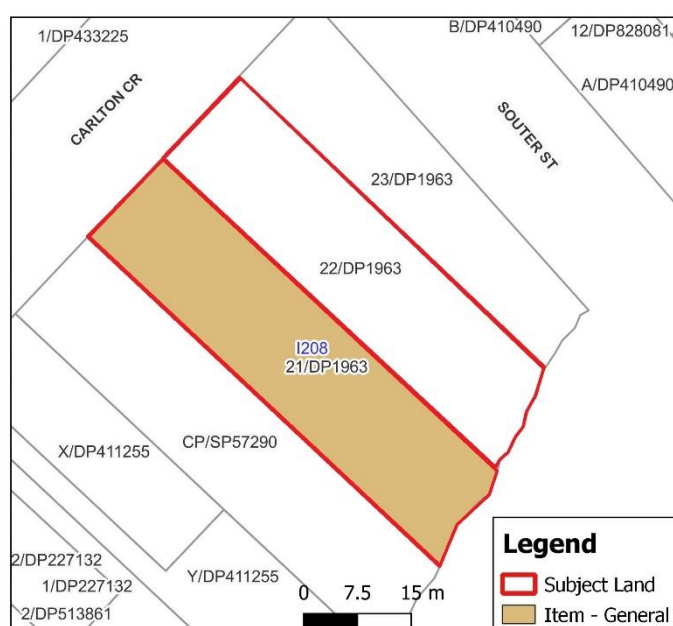 1/DP433225
B/DP410490
12/DP828081
A/DP410490
CARLTON CR
SOUTER ST
23/DP1963
22/DP1963
I208
21/DP1963
CP/SP57290
X/DP411255
Y/DP411255
2/DP227132
1/DP227132
2/DP513861
0 7.5 15 m
Legend
Subject Land
Item - General